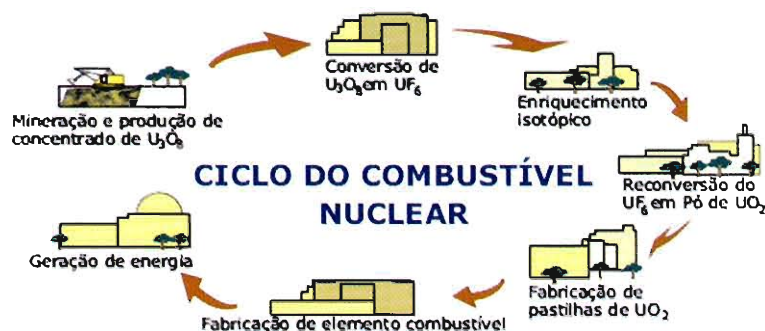 Mineração e produção de
concentrado de U₃O₈
Conversão de
U₃O₈ em UF₆
Enriquecimento
isotópico
Reconversão do
UF₆ em Pó de UO₂
Fabricação de
pastilhas de UO₂
Fabricação de elemento combustível
Geração de energia
CICLO DO COMBUSTÍVEL
NUCLEAR